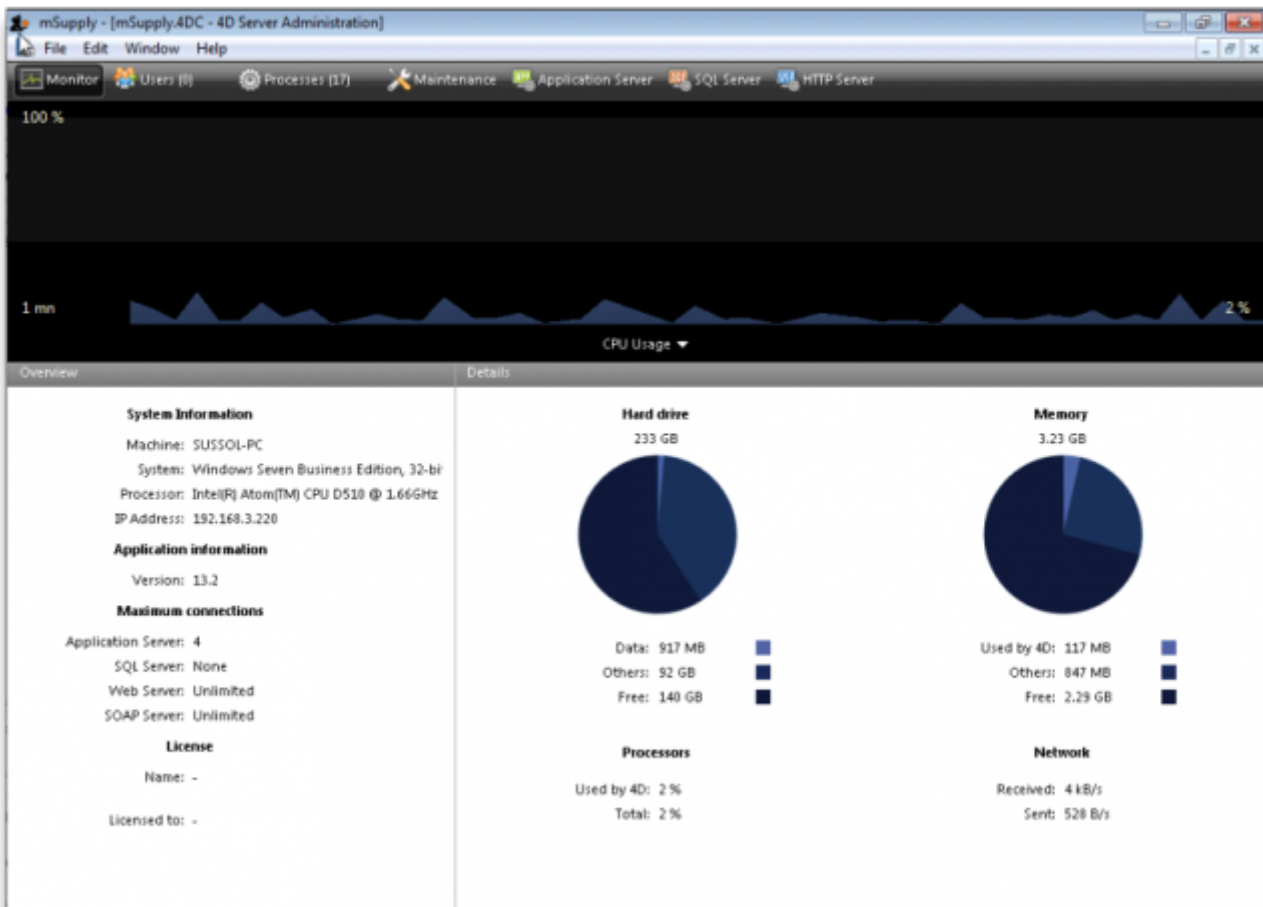 mSupply - [mSupply.4DC - 4D Server Administration]
File Edit Window Help
Monitor Users (0) Processes (17) Maintenance Application Server SQL Server HTTP Server
100 %
1 mn
2 %
CPU Usage
Overview
Details
System Information
Machine: SUSSOL-PC
System: Windows Seven Business Edition, 32-bi
Processor: Intel(R) Atom(TM) CPU D510 @ 1.66GHz
IP Address: 192.168.3.220
Application information
Version: 13.2
Maximum connections
Application Server: 4
SQL Server: None
Web Server: Unlimited
SOAP Server: Unlimited
License
Name: -
Licensed to: -
Hard drive
233 GB
Data: 917 MB
Others: 92 GB
Free: 140 GB
Memory
3.23 GB
Used by 4D: 117 MB
Others: 847 MB
Free: 2.29 GB
Processors
Used by 4D: 2 %
Total: 2 %
Network
Received: 4 kB/s
Sent: 528 B/s